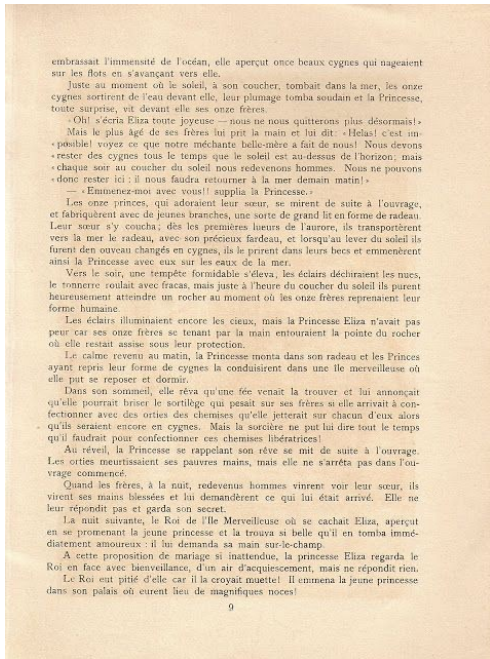 embrassait l'immensité de l'océan, elle aperçut onze beaux cygnes qui nageaient
sur les flots en s'avançant vers elle.
Juste au moment où le soleil, à son coucher, tombait dans la mer, les onze
cygnes sortirent de l'eau devant elle, leur plumage tomba soudain et la Princesse,
toute surprise, vit devant elle ses onze frères.
«Oh! s'écria Eliza toute joyeuse — nous ne nous quitterons plus désormais!»
Mais le plus âgé de ses frères lui prit la main et lui dit: «Helas! c'est im-
«possible! voyez ce que notre méchante belle-mère a fait de nous! Nous devons
«rester des cygnes tous le temps que le soleil est au-dessus de l'horizon; mais
«chaque soir au coucher du soleil nous redevenons hommes. Nous ne pouvons
«donc rester ici: il nous faudra retourner à la mer demain matin!»
— «Emmenez-moi avec vous!! supplia la Princesse.»
Les onze princes, qui adoraient leur sœur, se mirent de suite à l'ouvrage,
et fabriquèrent avec de jeunes branches, une sorte de grand lit en forme de radeau.
Leur sœur s'y coucha; dès les premières lueurs de l'aurore, ils transportèrent
vers la mer le radeau, avec son précieux fardeau, et lorsqu'au lever du soleil ils
furent den ouveau changés en cygnes, ils le prirent dans leurs becs et emmenèrent
ainsi la Princesse avec eux sur les eaux de la mer.
Vers le soir, une tempête formidable s'éleva; les éclairs déchiraient les nues,
le tonnerre roulait avec fracas, mais juste à l'heure du coucher du soleil ils purent
heureusement atteindre un rocher au moment où les onze frères reprenaient leur
forme humaine.
Les éclairs illuminaient encore les cieux, mais la Princesse Eliza n'avait pas
peur car ses onze frères se tenant par la main entouraient la pointe du rocher
où elle restait assise sous leur protection.
Le calme revenu au matin, la Princesse monta dans son radeau et les Princes
ayant repris leur forme de cygnes la conduisirent dans une île merveilleuse où
elle put se reposer et dormir.
Dans son sommeil, elle rêva qu'une fée venait la trouver et lui annonçait
qu'elle pourrait briser le sortilège qui pesait sur ses frères si elle arrivait à con-
fectionner avec des orties des chemises qu'elle jetterait sur chacun d'eux alors
qu'ils seraient encore en cygnes. Mais la sorcière ne put lui dire tout le temps
qu'il faudrait pour confectionner ces chemises libératrices!
Au réveil, la Princesse se rappelant son rêve se mit de suite à l'ouvrage.
Les orties meurtissaient ses pauvres mains, mais elle ne s'arrêta pas dans l'ou-
vrage commencé.
Quand les frères, à la nuit, redevenus hommes vinrent voir leur sœur, ils
virent ses mains blessées et lui demandèrent ce qui lui était arrivé. Elle ne
leur répondit pas et garda son secret.
La nuit suivante, le Roi de l'Ile Merveilleuse où se cachait Eliza, aperçut
en se promenant la jeune princesse et la trouva si belle qu'il en tomba immé-
diatement amoureux: il lui demanda sa main sur-le-champ.
A cette proposition de mariage si inattendue, la princesse Eliza regarda le
Roi en face avec bienveillance, d'un air d'acquiescement, mais ne répondit rien.
Le Roi eut pitié d'elle car il la croyait muette! Il emmena la jeune princesse
dans son palais où eurent lieu de magnifiques noces!
9